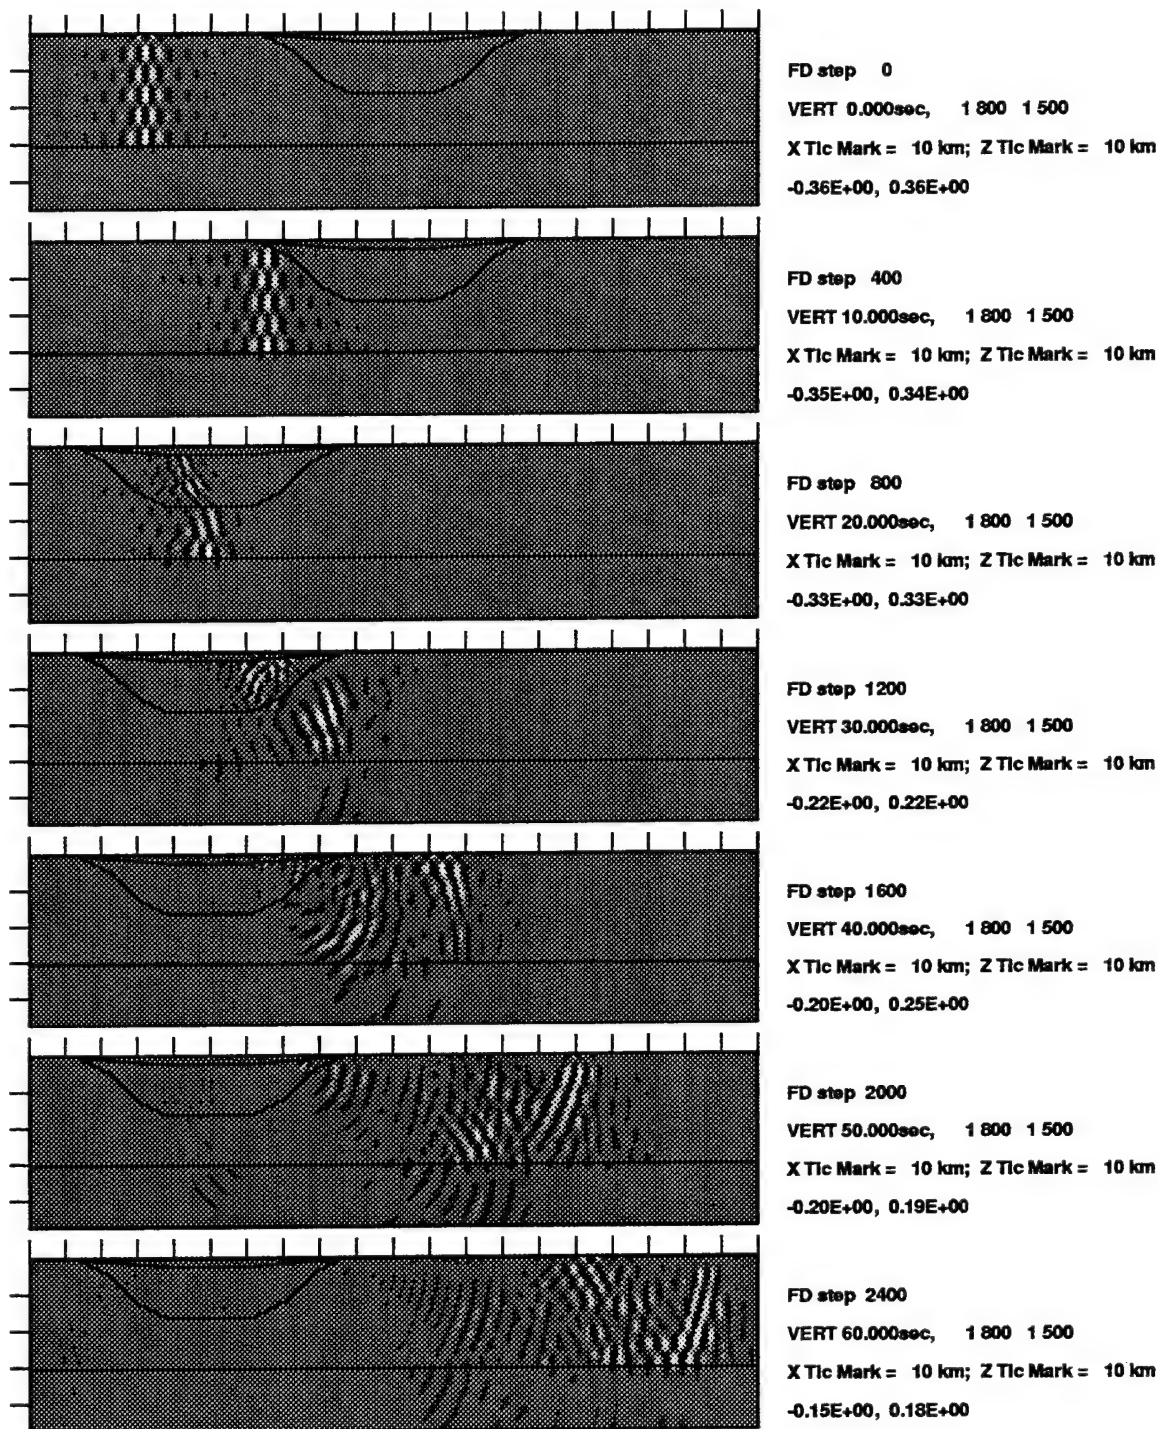 FD step 0
VERT 0.000sec, 1 800 1 500
X Tic Mark = 10 km; Z Tic Mark = 10 km
-0.36E+00, 0.36E+00
FD step 400
VERT 10.000sec, 1 800 1 500
X Tic Mark = 10 km; Z Tic Mark = 10 km
-0.35E+00, 0.34E+00
FD step 800
VERT 20.000sec, 1 800 1 500
X Tic Mark = 10 km; Z Tic Mark = 10 km
-0.33E+00, 0.33E+00
FD step 1200
VERT 30.000sec, 1 800 1 500
X Tic Mark = 10 km; Z Tic Mark = 10 km
-0.22E+00, 0.22E+00
FD step 1600
VERT 40.000sec, 1 800 1 500
X Tic Mark = 10 km; Z Tic Mark = 10 km
-0.20E+00, 0.25E+00
FD step 2000
VERT 50.000sec, 1 800 1 500
X Tic Mark = 10 km; Z Tic Mark = 10 km
-0.20E+00, 0.19E+00
FD step 2400
VERT 60.000sec, 1 800 1 500
X Tic Mark = 10 km; Z Tic Mark = 10 km
-0.15E+00, 0.18E+00